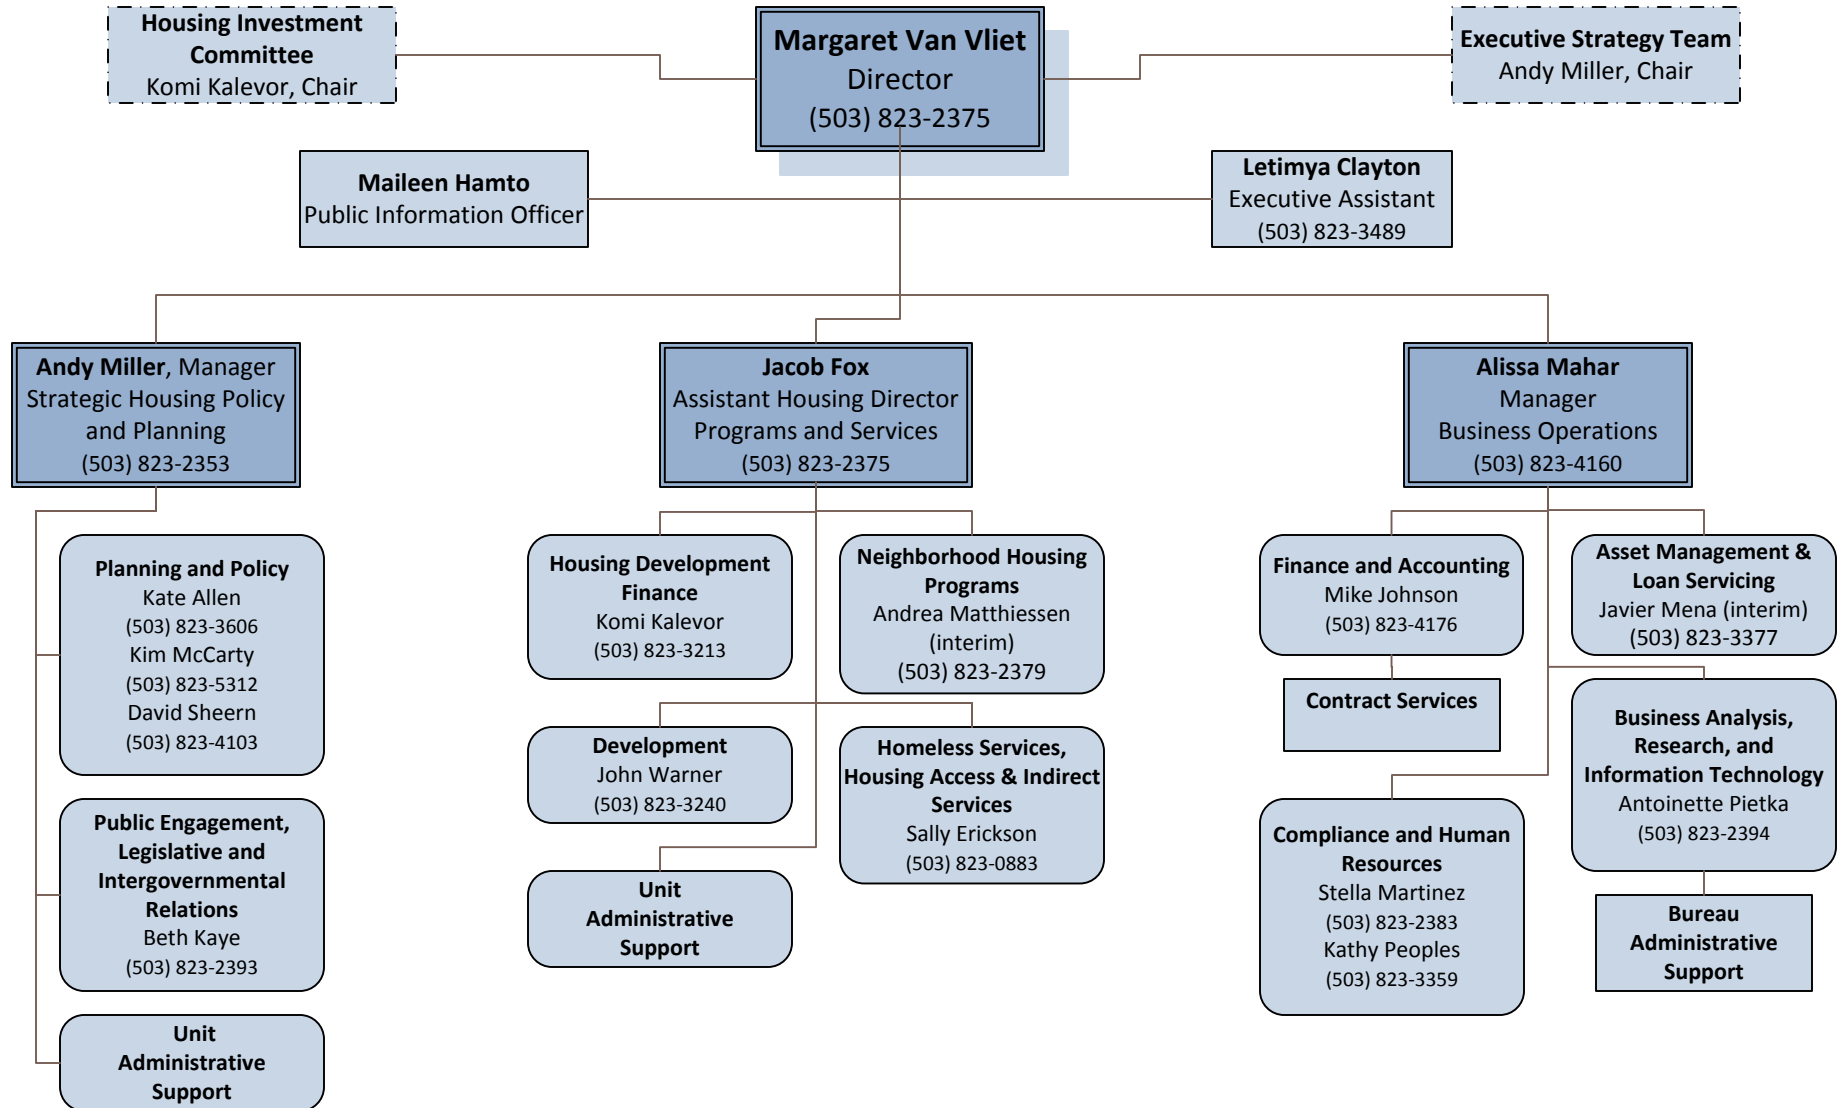 Housing Investment
Committee
Komi Kalevor, Chair
Margaret Van Vliet
Director
(503) 823-2375
Executive Strategy Team
Andy Miller, Chair
Maileen Hamto
Public Information Officer
Letimya Clayton
Executive Assistant
(503) 823-3489
Andy Miller, Manager
Strategic Housing Policy
and Planning
(503) 823-2353
Jacob Fox
Assistant Housing Director
Programs and Services
(503) 823-2375
Alissa Mahar
Manager
Business Operations
(503) 823-4160
Planning and Policy
Kate Allen
(503) 823-3606
Kim McCarty
(503) 823-5312
David Sheern
(503) 823-4103
Public Engagement,
Legislative and
Intergovernmental
Relations
Beth Kaye
(503) 823-2393
Unit
Administrative
Support
Housing Development
Finance
Komi Kalevor
(503) 823-3213
Neighborhood Housing
Programs
Andrea Matthiessen
(interim)
(503) 823-2379
Development
John Warner
(503) 823-3240
Homeless Services,
Housing Access & Indirect
Services
Sally Erickson
(503) 823-0883
Unit
Administrative
Support
Finance and Accounting
Mike Johnson
(503) 823-4176
Contract Services
Asset Management &
Loan Servicing
Javier Mena (interim)
(503) 823-3377
Business Analysis,
Research, and
Information Technology
Antoinette Pietka
(503) 823-2394
Compliance and Human
Resources
Stella Martinez
(503) 823-2383
Kathy Peoples
(503) 823-3359
Bureau
Administrative
Support